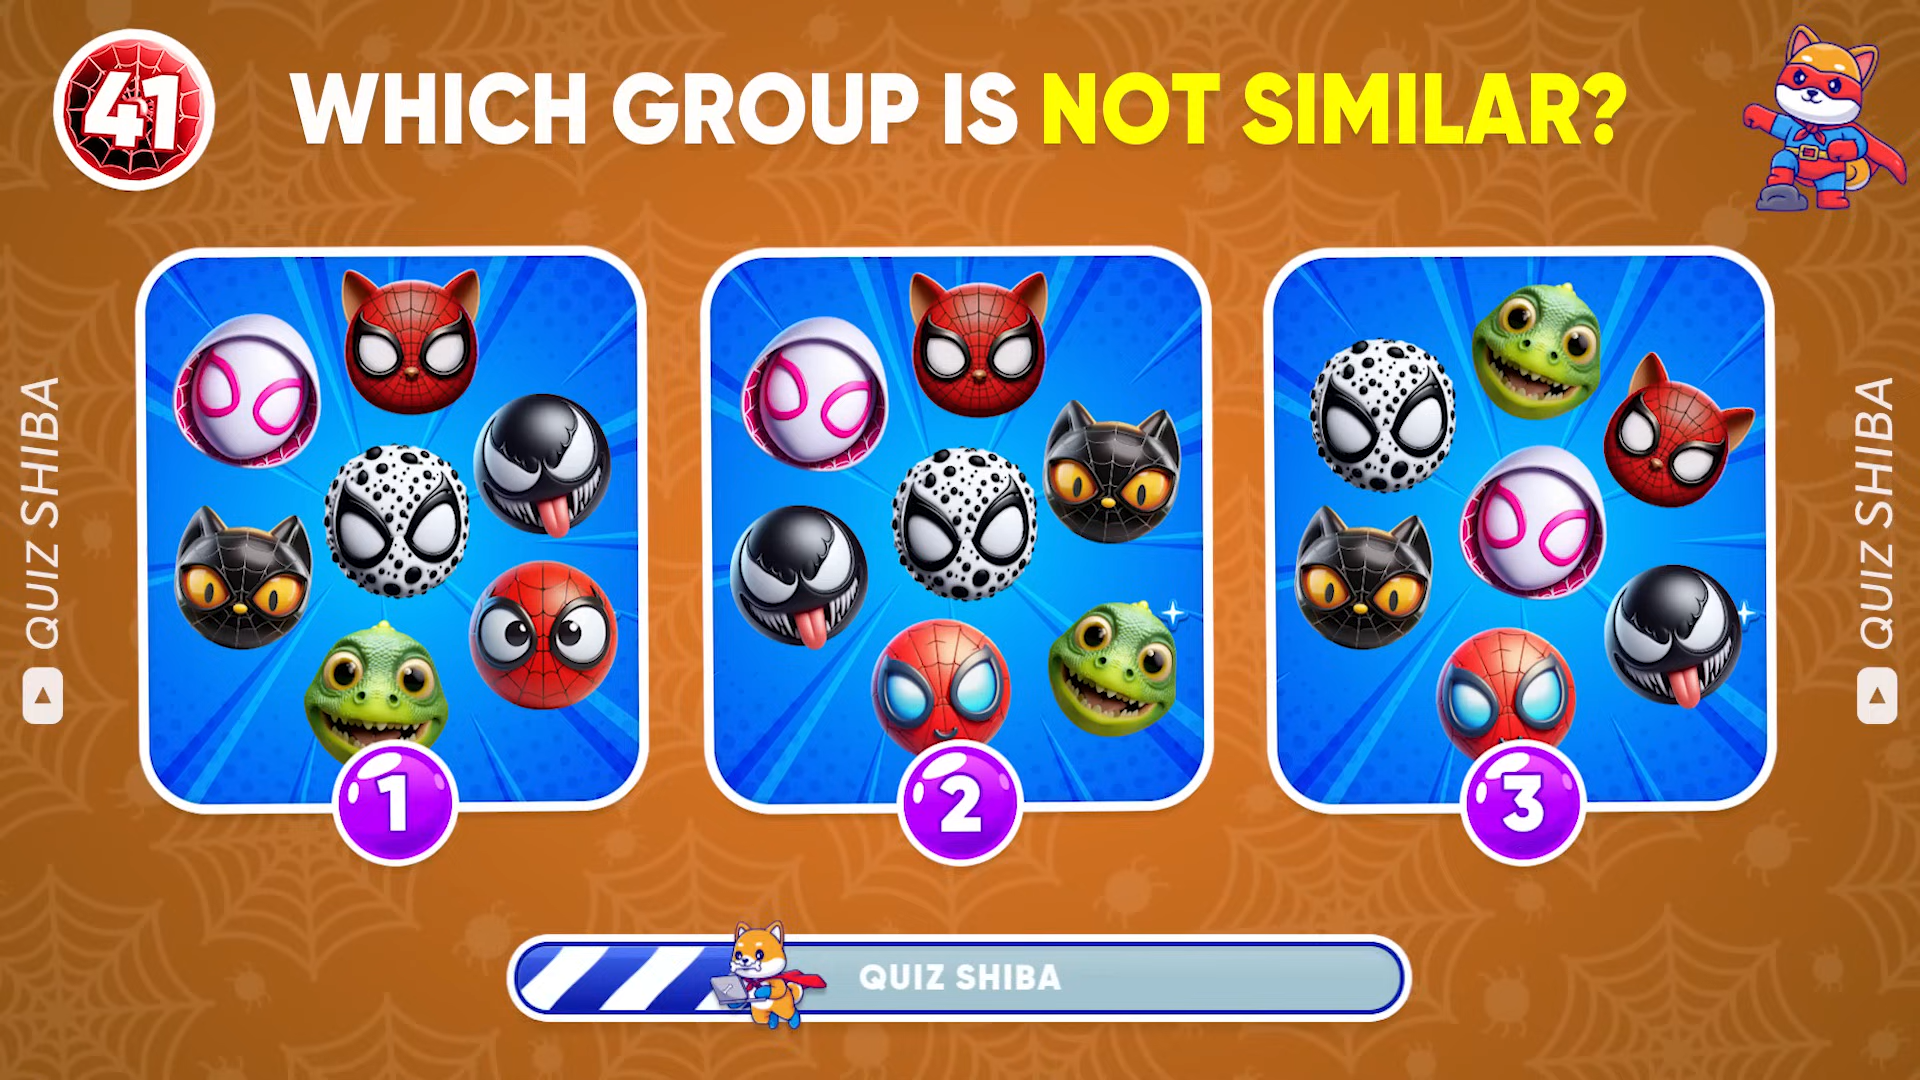 41
WHICH GROUP IS NOT SIMILAR?
QUIZ SHIBA
QUIZ SHIBA
1
2
3
QUIZ SHIBA